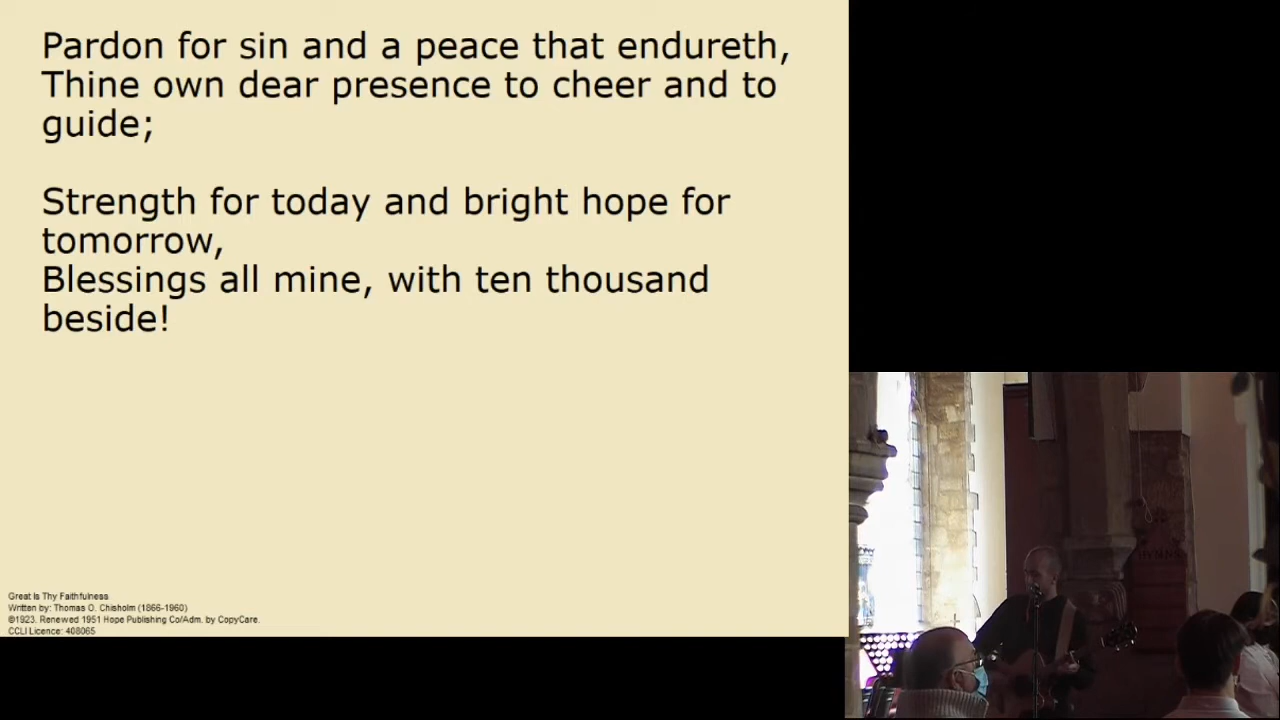 Pardon for sin and a peace that endureth,
Thine own dear presence to cheer and to
guide;
Strength for today and bright hope for
tomorrow,
Blessings all mine, with ten thousand
beside!
Great Is Thy Faithfulness
Written by: Thomas O. Chisholm (1866-1960)
©1923. Renewed 1951 Hope Publishing Co/Adm. by CopyCare.
CCLI Licence: 408065
HYMNS